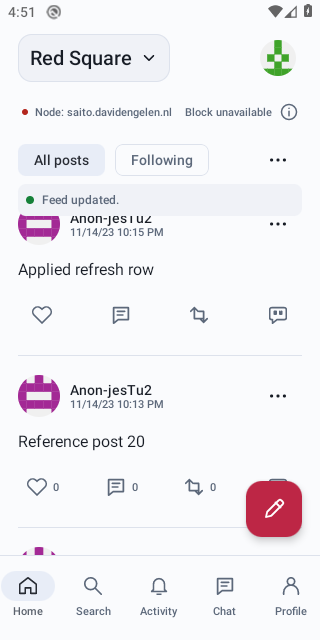 4:51
Red Square
Node: saito.davidengelen.nl Block unavailable
All posts Following
Feed updated.
Anon-jesTu2
11/14/23 10:15 PM
Applied refresh row
Anon-jesTu2
11/14/23 10:13 PM
Reference post 20
0 0 0
Home Search Activity Chat Profile